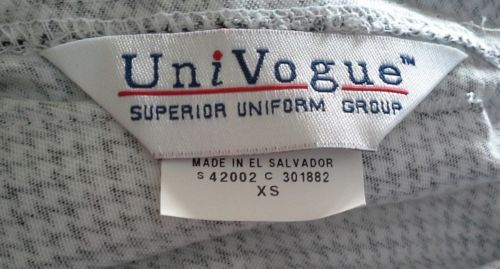 UniVogue™
SUPERIOR UNIFORM GROUP
MADE IN EL SALVADOR
S 42002 C 301882
XS